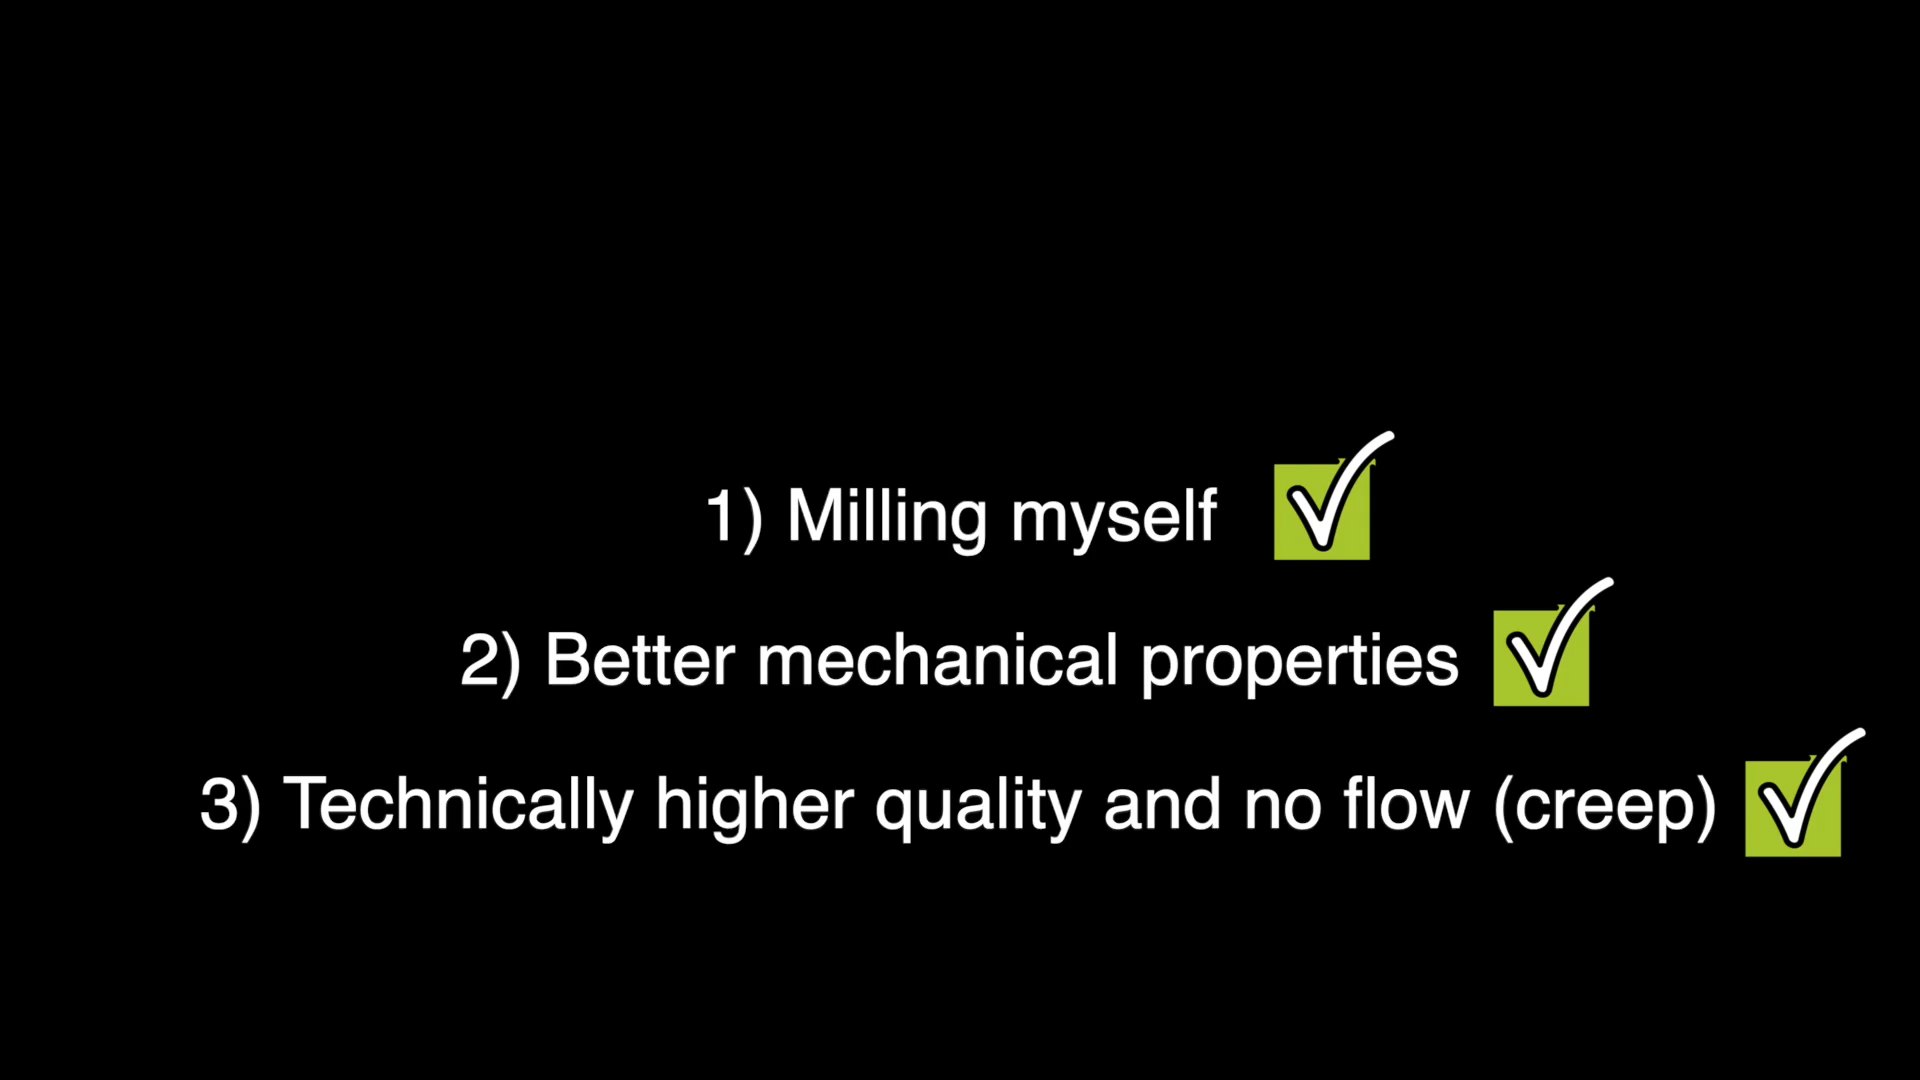 1) Milling myself
2) Better mechanical properties
3) Technically higher quality and no flow (creep)